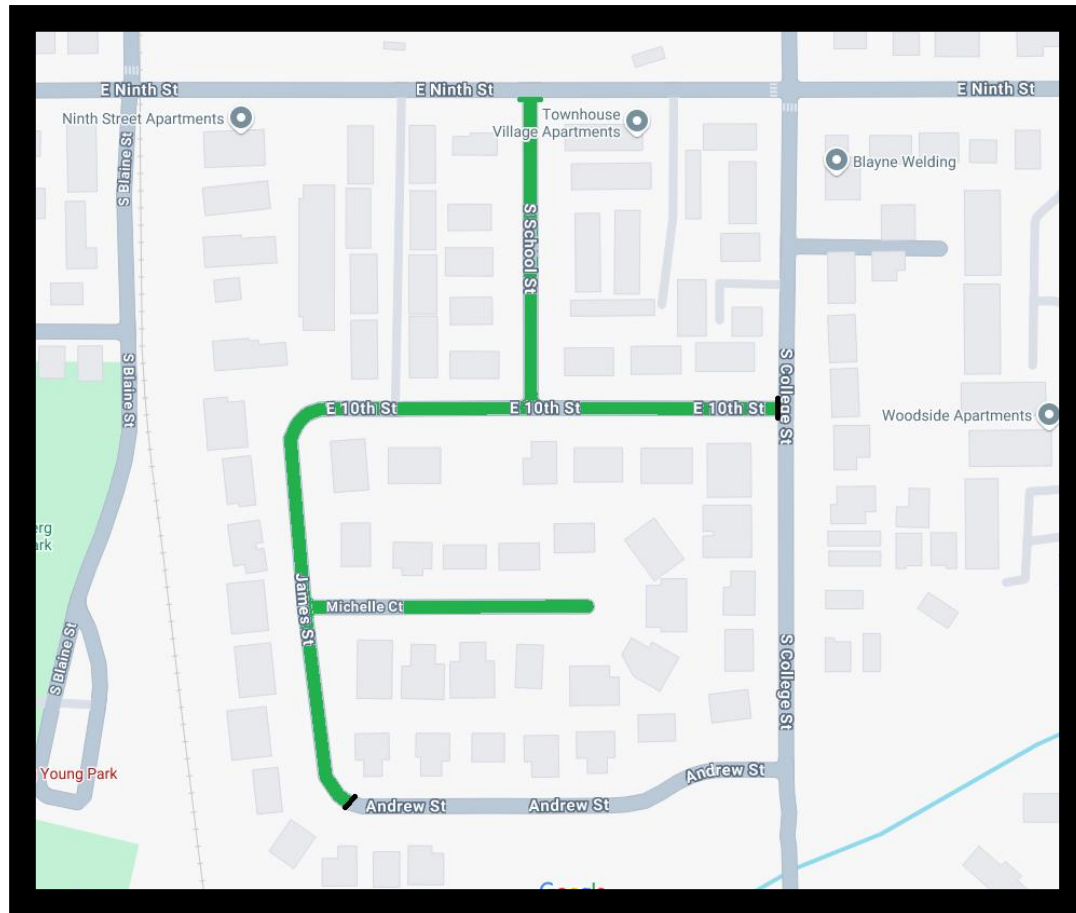 E Ninth St
E Ninth St
E Ninth St
Ninth Street Apartments
Townhouse
Village Apartments
S Blaine St
Blayne Welding
S School St
S Blaine St
S College St
E 10th St
E 10th St
E 10th St
Woodside Apartments
erg
ark
James St
Michelle Ct
S Blaine St
S College St
Young Park
Andrew St
Andrew St
Andrew St